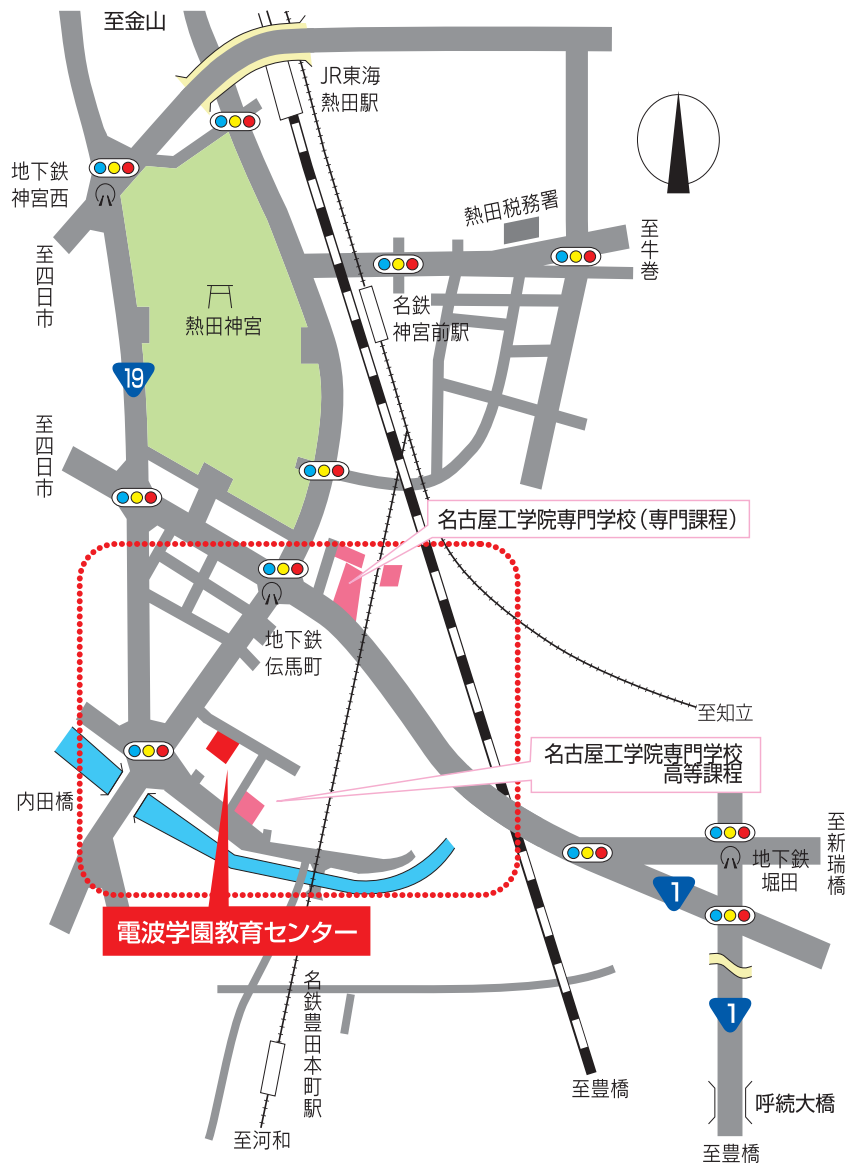 至金山
JR東海
熱田駅
地下鉄
神宮西
熱田税務署
至牛巻
至四日市
名鉄
神宮前駅
熱田神宮
19
至四日市
名古屋工学院専門学校（専門課程）
地下鉄
伝馬町
至知立
名古屋工学院専門学校
高等課程
内田橋
至新瑞橋
地下鉄
堀田
1
電波学園教育センター
名鉄豊田本町駅
1
至豊橋
呼続大橋
至河和
至豊橋